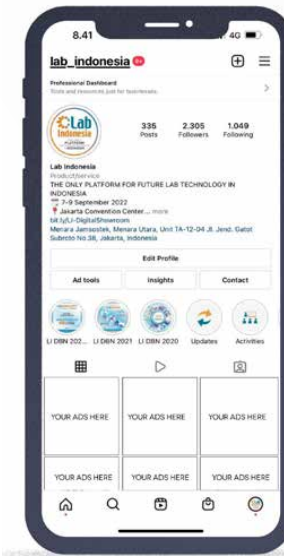 8.41
4G
lab_indonesia 9+
Professional Dashboard
Tools and resources just for businesses.
Lab Indonesia
335
Posts
2.305
Followers
1.049
Following
Lab Indonesia
Product/service
THE ONLY PLATFORM FOR FUTURE LAB TECHNOLOGY IN
INDONESIA
7-9 September 2022
Jakarta Convention Center... more
bit.ly/LI-DigitalShowroom
Menara Jamsostek, Menara Utara, Unit TA-12-04 Jl. Jend. Gatot
Subroto No.38, Jakarta, Indonesia
Edit Profile
Ad tools
Insights
Contact
LI DBN 202...
LI DBN 2021
LI DBN 2020
Updates
Activities
YOUR ADS HERE
YOUR ADS HERE
YOUR ADS HERE
YOUR ADS HERE
YOUR ADS HERE
YOUR ADS HERE